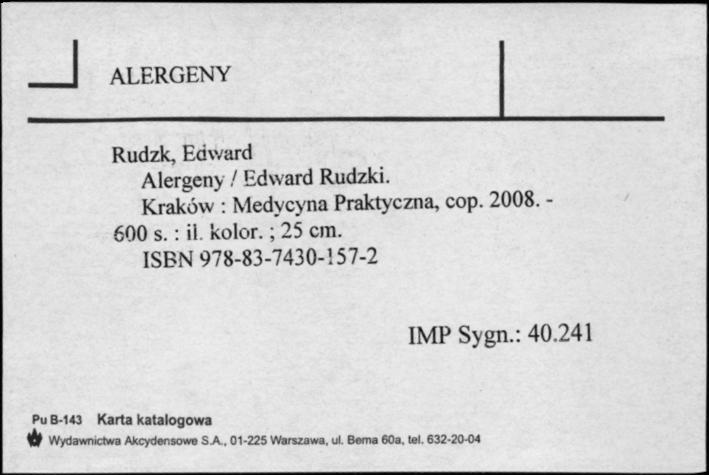 ALERGENY
Rudzk, Edward
Alergeny / Edward Rudzki.
Kraków : Medycyna Praktyczna, cop. 2008. -
600 s. : il. kolor. ; 25 cm.
ISBN 978-83-7430-157-2
IMP Sygn.: 40.241
Pu B-143 Karta katalogowa
Wydawnictwa Akcydensowe S.A., 01-225 Warszawa, ul. Bema 60a, tel. 632-20-04